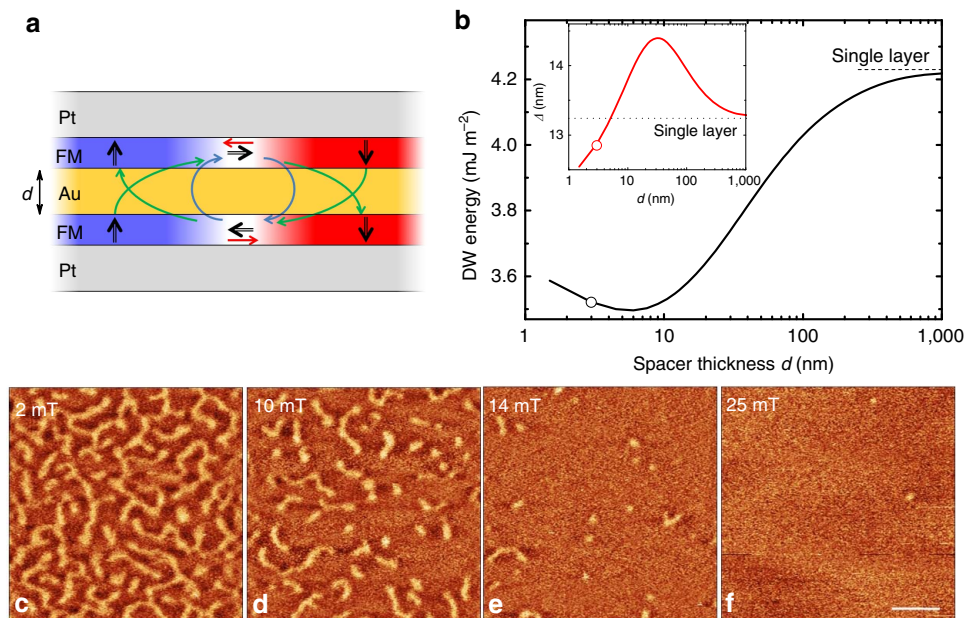 a
Pt
FM
d
Au
FM
Pt
b
DW energy (mJ m⁻²)
4.2
4.0
3.8
3.6
1
10
100
1,000
Spacer thickness d (nm)
Single layer
Δ (nm)
14
13
1
10
100
1,000
d (nm)
Single layer
2 mT
c
10 mT
d
14 mT
e
25 mT
f